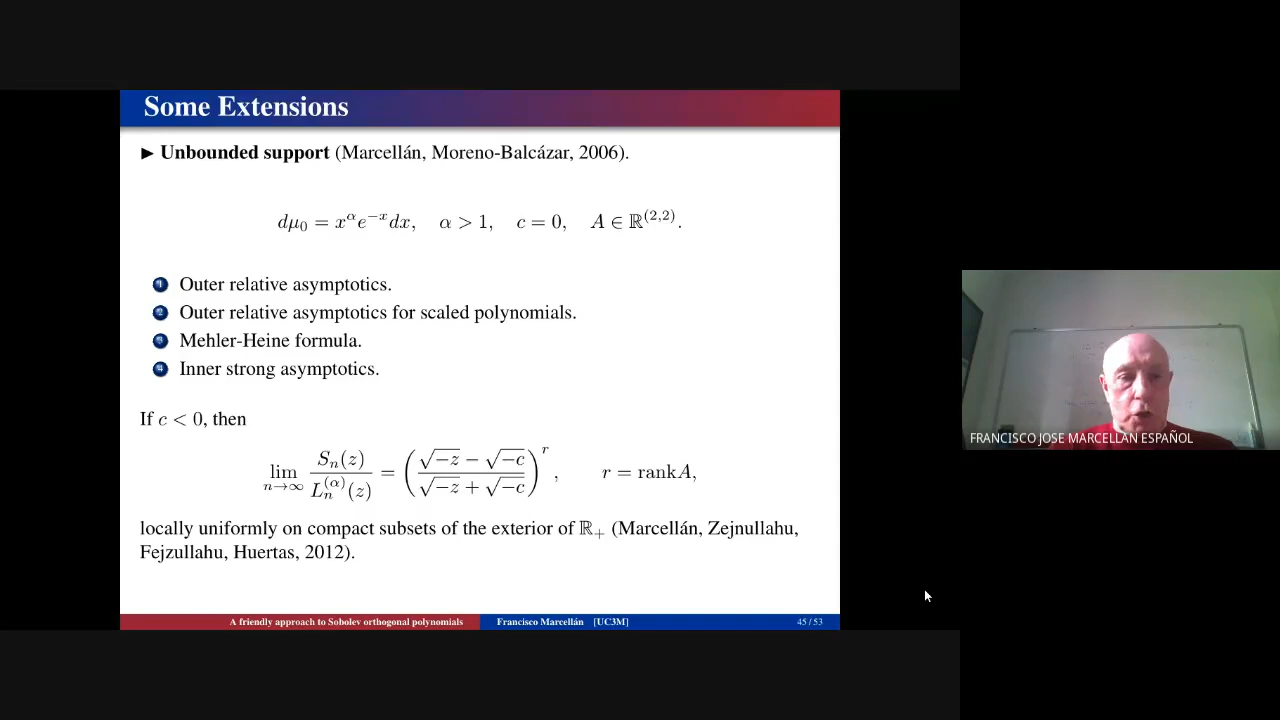 Some Extensions
▶ Unbounded support (Marcellán, Moreno-Balcázar, 2006).
dμ₀ = x^α e^{-x} dx, α > 1, c = 0, A ∈ ℝ^{(2,2)}.
1 Outer relative asymptotics.
2 Outer relative asymptotics for scaled polynomials.
3 Mehler-Heine formula.
4 Inner strong asymptotics.
If c < 0, then
lim_{n→∞} S_n(z) / L_n^{(α)}(z) = ((√−z − √−c) / (√−z + √−c))^r, r = rankA,
locally uniformly on compact subsets of the exterior of ℝ₊ (Marcellán, Zejnullahu,
Fejzullahu, Huertas, 2012).
A friendly approach to Sobolev orthogonal polynomials Francisco Marcellán [UC3M] 45 / 53
FRANCISCO JOSE MARCELLAN ESPAÑOL